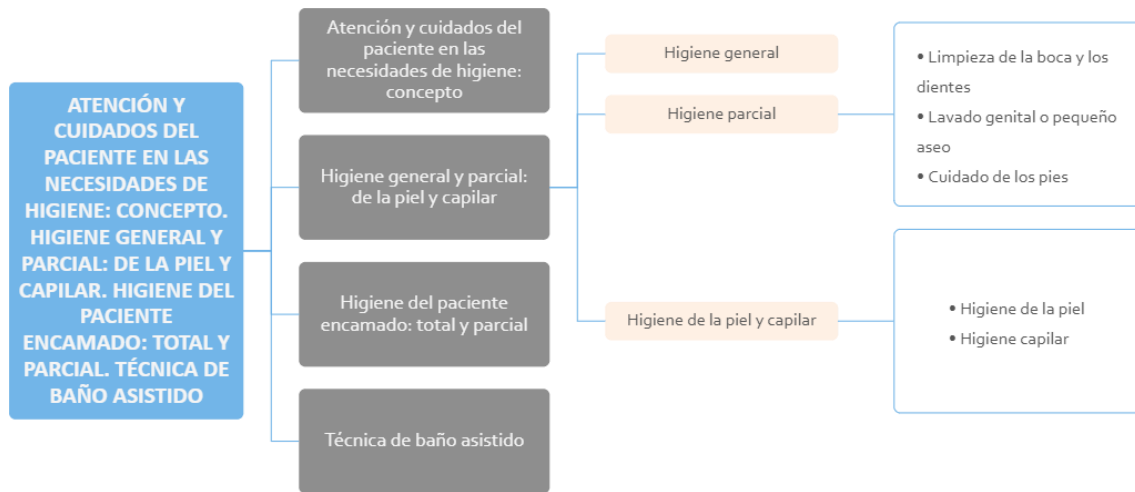 ATENCIÓN Y
CUIDADOS DEL
PACIENTE EN LAS
NECESIDADES DE
HIGIENE: CONCEPTO.
HIGIENE GENERAL Y
PARCIAL: DE LA PIEL Y
CAPILAR. HIGIENE DEL
PACIENTE
ENCAMADO: TOTAL Y
PARCIAL. TÉCNICA DE
BAÑO ASISTIDO
Atención y cuidados del
paciente en las
necesidades de higiene:
concepto
Higiene general y parcial:
de la piel y capilar
Higiene del paciente
encamado: total y parcial
Técnica de baño asistido
Higiene general
Higiene parcial
Higiene de la piel y capilar
• Limpieza de la boca y los
dientes
• Lavado genital o pequeño
aseo
• Cuidado de los pies
• Higiene de la piel
• Higiene capilar